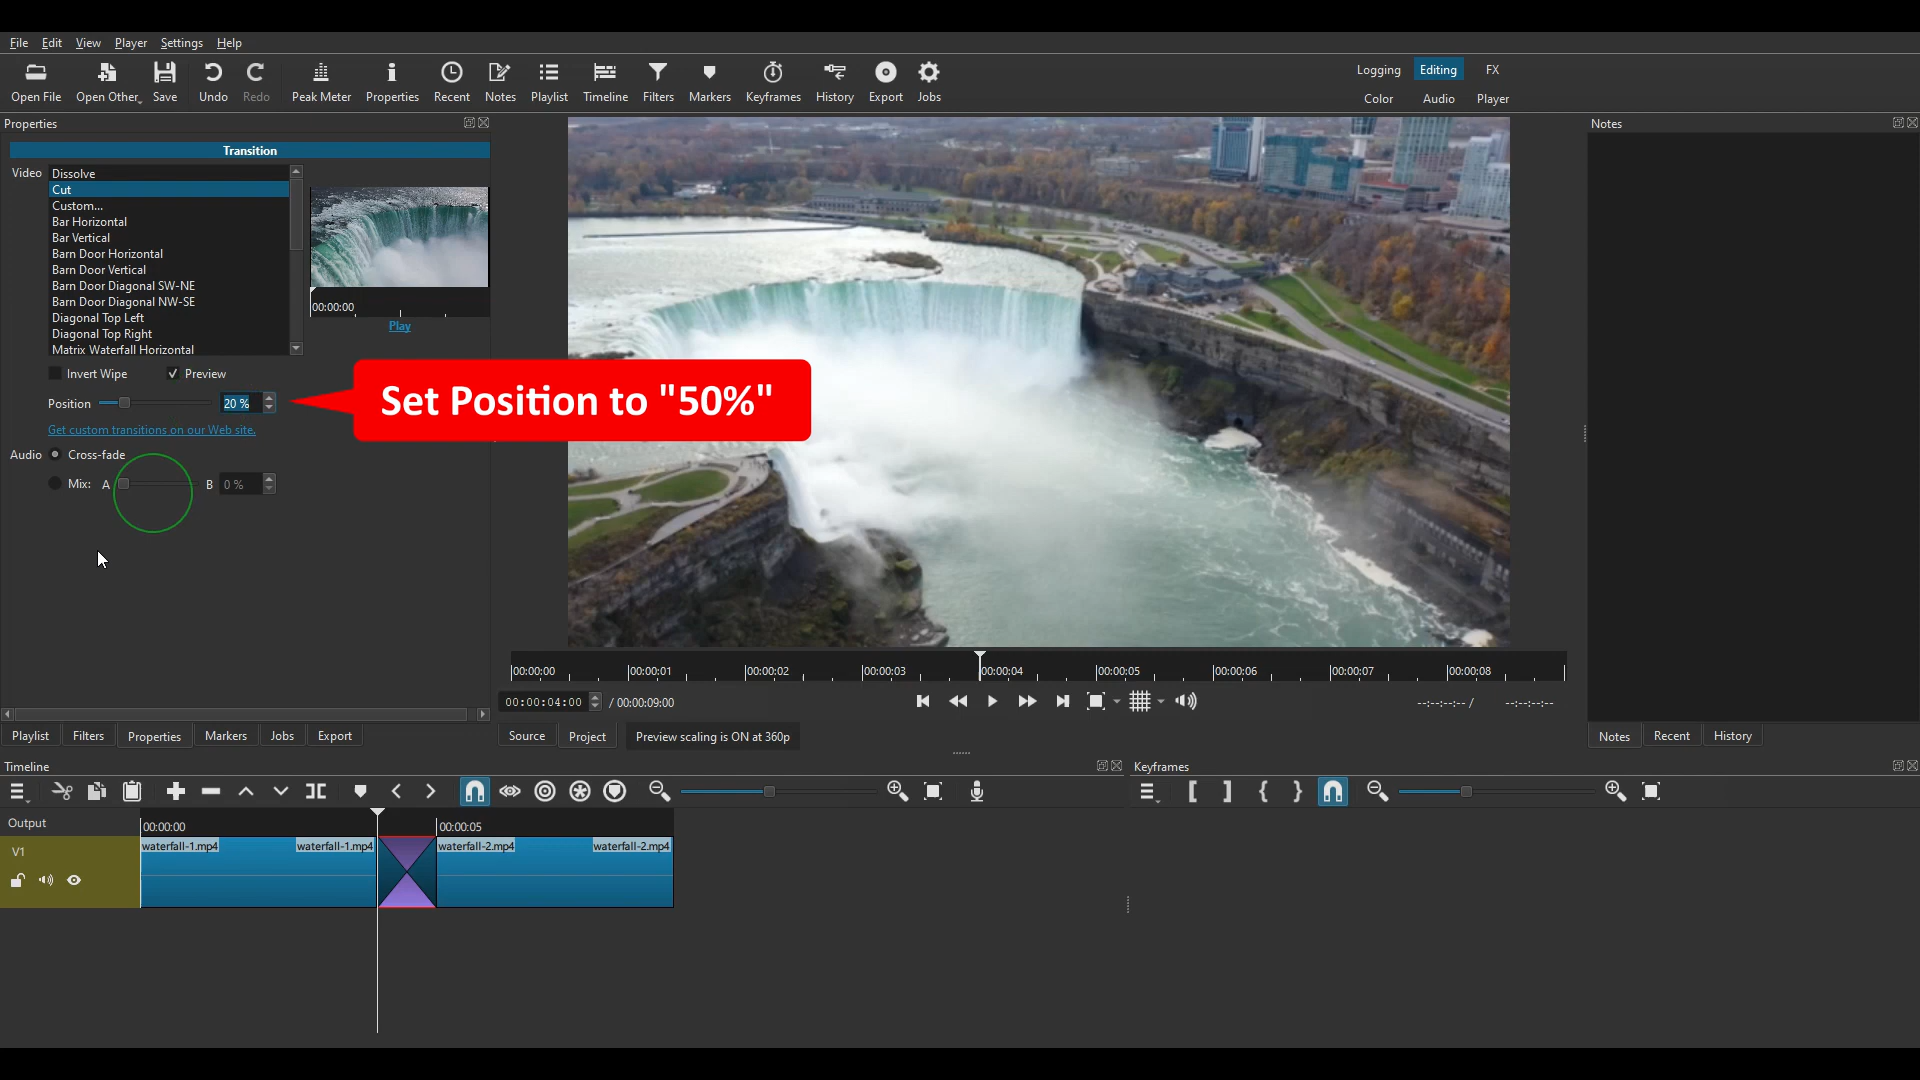 File Edit View Player Settings Help
Open File Open Other Save Undo Redo Peak Meter Properties Recent Notes Playlist Timeline Filters Markers Keyframes History Export Jobs
Logging Editing FX
Color Audio Player
Properties
Transition
Video
Dissolve
Cut
Custom...
Bar Horizontal
Bar Vertical
Barn Door Horizontal
Barn Door Vertical
Barn Door Diagonal SW-NE
Barn Door Diagonal NW-SE
Diagonal Top Left
Diagonal Top Right
Matrix Waterfall Horizontal
00:00:00
Play
Invert Wipe Preview
Position 20 %
Set Position to "50%"
Get custom transitions on our Web site.
Audio Cross-fade
Mix: A B 0 %
Notes
00:00:00 00:00:01 00:00:02 00:00:03 00:00:04 00:00:05 00:00:06 00:00:07 00:00:08
00:00:04:00 / 00:00:09:00 --:--:--:-- / --:--:--:--
Playlist Filters Properties Markers Jobs Export
Source Project Preview scaling is ON at 360p
Notes Recent History
Timeline
Keyframes
Output
00:00:00 00:00:05
V1
waterfall-1.mp4 waterfall-1.mp4 waterfall-2.mp4 waterfall-2.mp4